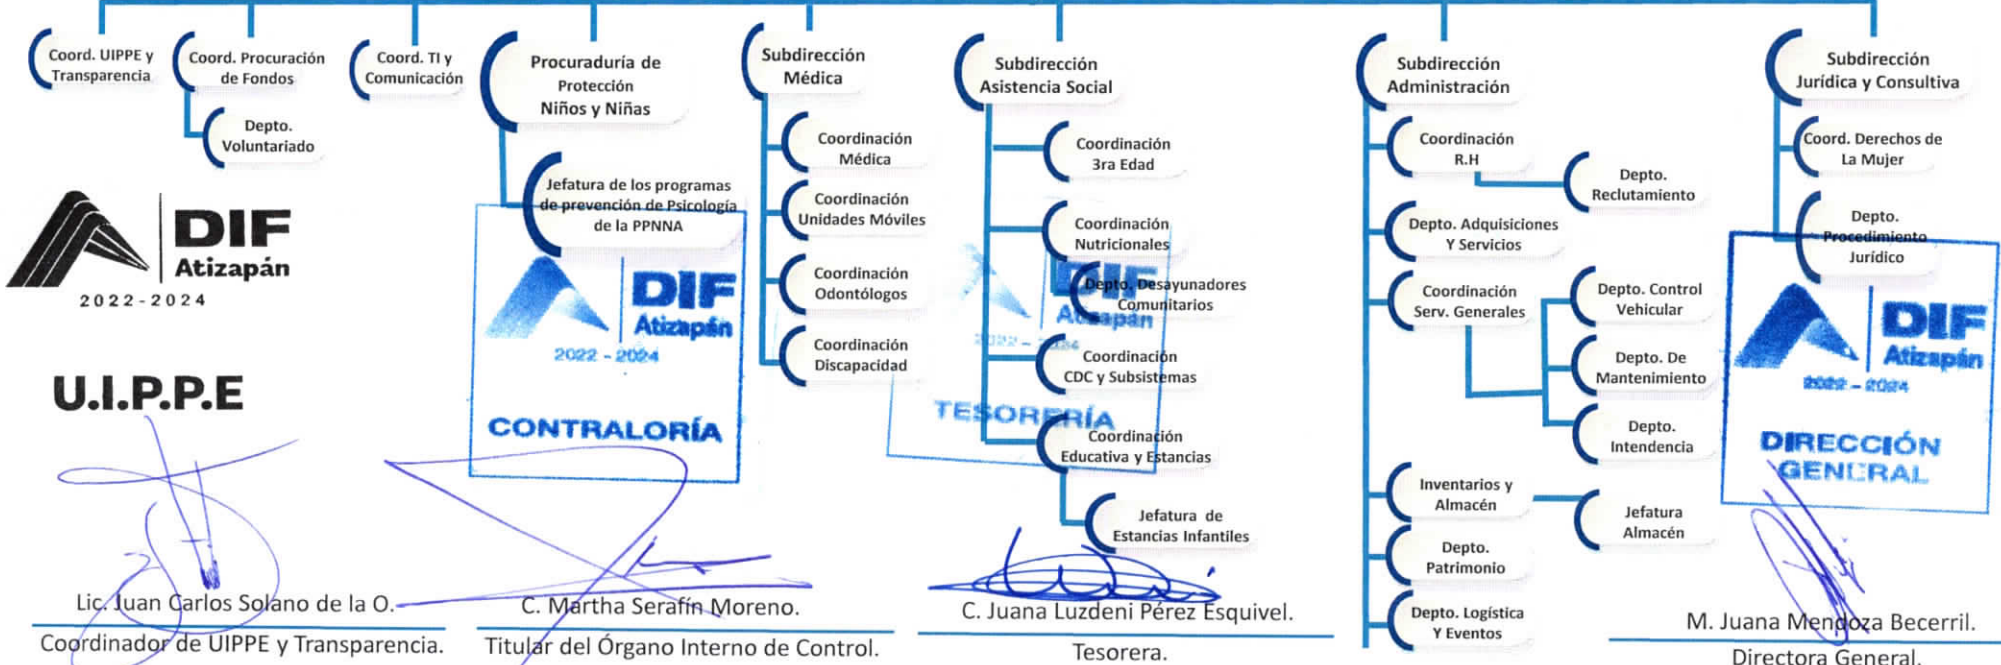 Coord. UIPPE y
Transparencia
Coord. Procuración
de Fondos
Depto.
Voluntariado
Coord. TI y
Comunicación
Procuraduría de
Protección
Niños y Niñas
Jefatura de los programas
de prevención de Psicología
de la PPNNA
Subdirección
Médica
Coordinación
Médica
Coordinación
Unidades Móviles
Coordinación
Odontólogos
Coordinación
Discapacidad
Subdirección
Asistencia Social
Coordinación
3ra Edad
Coordinación
Nutricionales
Depto. Desayunadores
Comunitarios
Coordinación
CDC y Subsistemas
Coordinación
Educativa y Estancias
Jefatura de
Estancias Infantiles
Subdirección
Administración
Coordinación
R.H
Depto.
Reclutamiento
Depto. Adquisiciones
Y Servicios
Coordinación
Serv. Generales
Depto. Control
Vehicular
Depto. De
Mantenimiento
Depto.
Intendencia
Inventarios y
Almacén
Jefatura
Almacén
Depto.
Patrimonio
Depto. Logística
Y Eventos
Subdirección
Jurídica y Consultiva
Coord. Derechos de
La Mujer
Depto.
Procedimiento
Jurídico
DIF
Atizapán
2022-2024
U.I.P.P.E
DIF
Atizapán
2022 - 2024
CONTRALORÍA
DIF
Atizapán
2022 - 2024
TESORERÍA
DIF
Atizapán
2022 - 2024
DIRECCIÓN
GENERAL
Lic. Juan Carlos Solano de la O.
Coordinador de UIPPE y Transparencia.
C. Martha Serafín Moreno.
Titular del Órgano Interno de Control.
C. Juana Luzdeni Pérez Esquivel.
Tesorera.
M. Juana Mendoza Becerril.
Directora General.